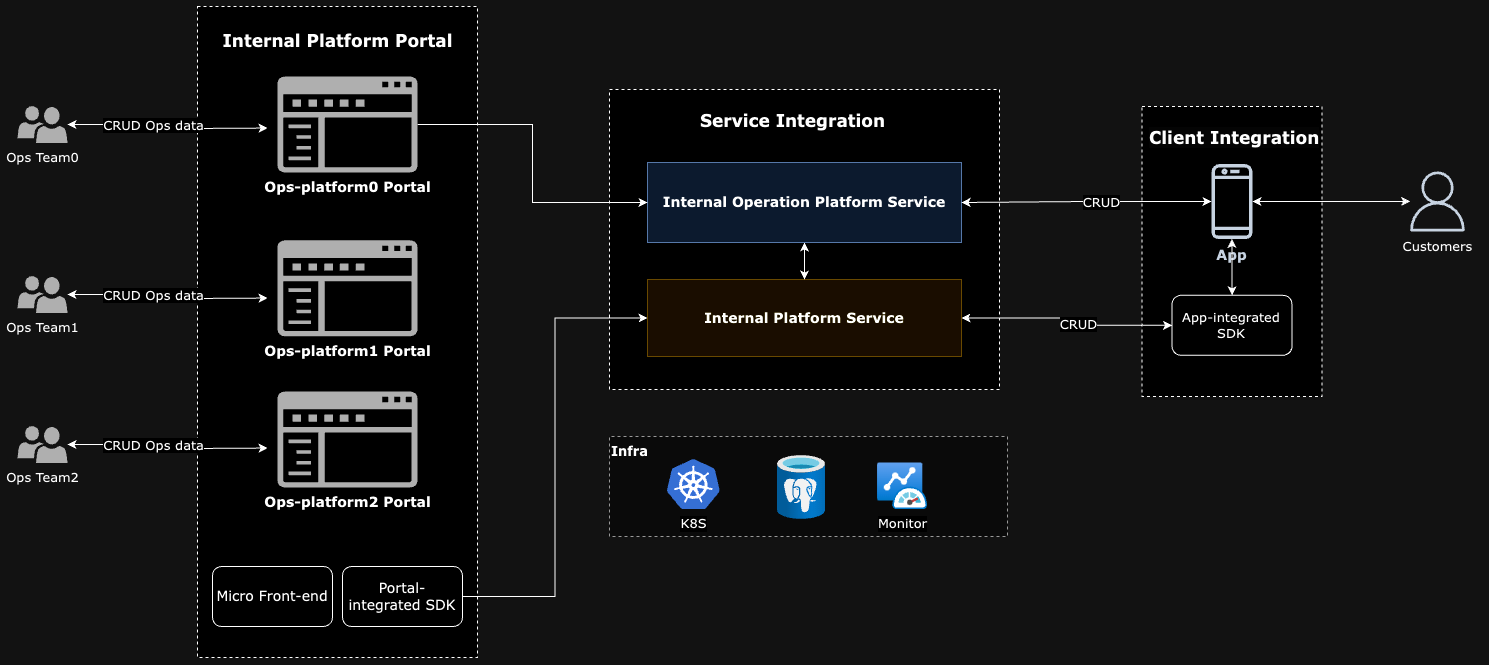 Internal Platform Portal
CRUD Ops data
Ops Team0
Ops-platform0 Portal
CRUD Ops data
Ops Team1
Ops-platform1 Portal
CRUD Ops data
Ops Team2
Ops-platform2 Portal
Micro Front-end
Portal-
integrated SDK
Service Integration
Internal Operation Platform Service
Internal Platform Service
Infra
K8S
Monitor
CRUD
CRUD
Client Integration
App
App-integrated
SDK
Customers